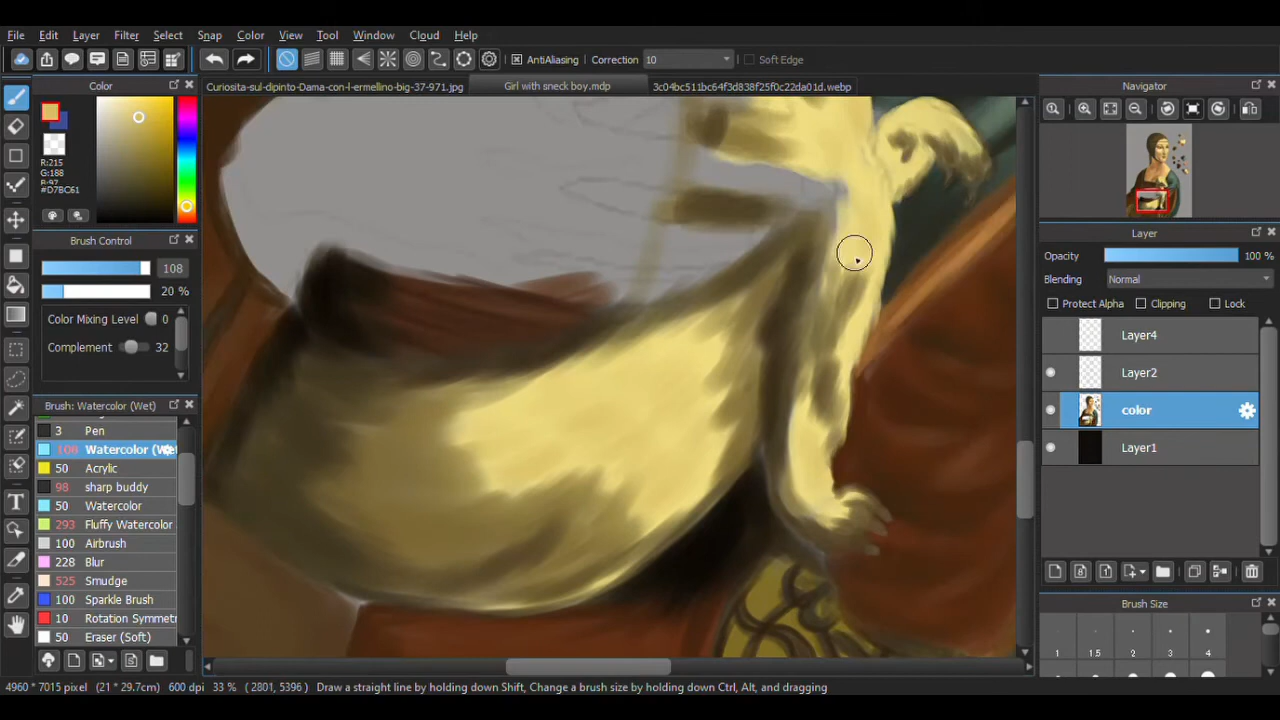 File Edit Layer Filter Select Snap Color View Tool Window Cloud Help
AntiAliasing Correction 10 Soft Edge
Color
Curiosita-sul-dipinto-Dama-con-l-ermellino-big-37-971.jpg Girl with sneck boy.mdp 3c04bc511bc64f3d838f25f0c22da01d.webp
Navigator
R:215
G:188
B:97
#D7BC61
Brush Control
108
20 %
Color Mixing Level 0
Complement 32
Layer
Opacity 100 %
Blending Normal
Protect Alpha Clipping Lock
Layer4
Layer2
color
Layer1
Brush: Watercolor (Wet)
3 Pen
Watercolor
50 Acrylic
98 sharp buddy
50 Watercolor
293 Fluffy Watercolor
100 Airbrush
228 Blur
525 Smudge
100 Sparkle Brush
10 Rotation Symmet
50 Eraser (Soft)
Brush Size
1 1.5 2 3 4
4960 * 7015 pixel (21 * 29.7cm) 600 dpi 33 % ( 2801, 5396 ) Draw a straight line by holding down Shift, Change a brush size by holding down Ctrl, Alt, and dragging